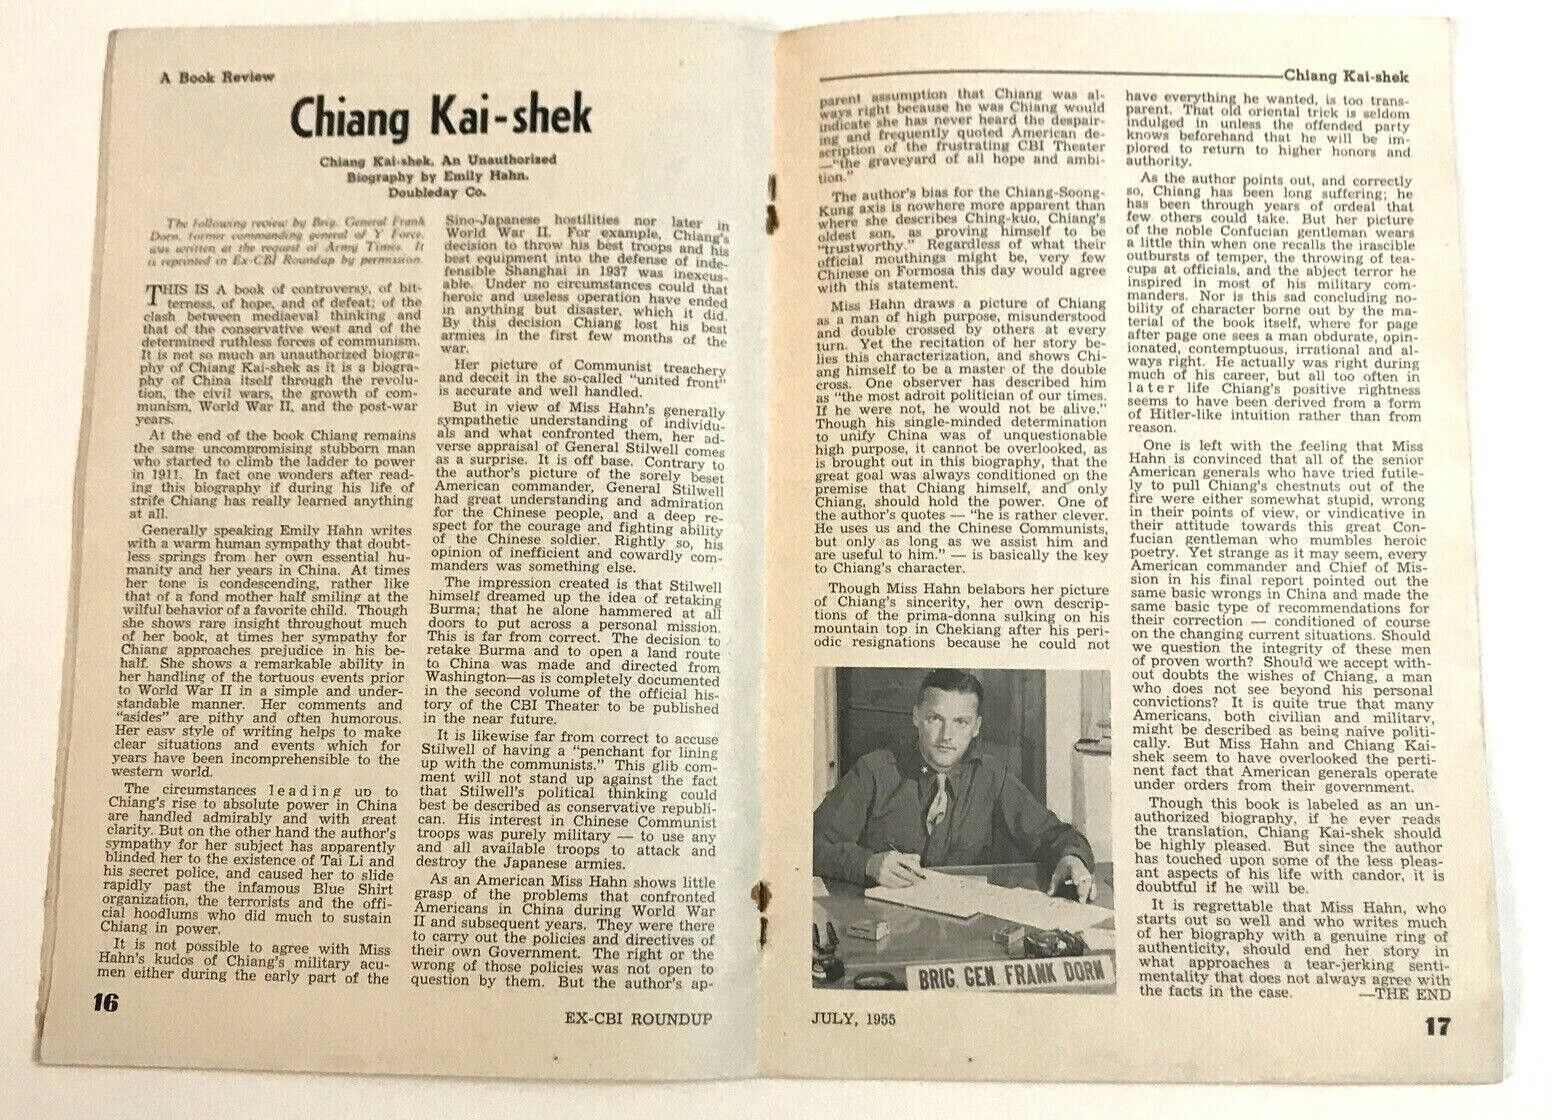 A Book Review
Chiang Kai-shek
Chiang Kai-shek, An Unauthorized
Biography by Emily Hahn.
Doubleday Co.
The following review by Brig. General Frank
Dorn, former commanding general of Y Force,
was written at the request of Army Times. It
is reprinted in Ex-CBI Roundup by permission.
THIS IS A book of controversy, of bit-
terness, of hope, and of defeat; of the
clash between mediaeval thinking and
that of the conservative west and of the
determined ruthless forces of communism.
It is not so much an unauthorized biogra-
phy of Chiang Kai-shek as it is a biogra-
phy of China itself through the revolu-
tion, the civil wars, the growth of com-
munism, World War II, and the post-war
years.
At the end of the book Chiang remains
the same uncompromising stubborn man
who started to climb the ladder to power
in 1911. In fact one wonders after read-
ing this biography if during his life of
strife Chiang has really learned anything
at all.
Generally speaking Emily Hahn writes
with a warm human sympathy that doubt-
less springs from her own essential hu-
manity and her years in China. At times
her tone is condescending, rather like
that of a fond mother half smiling at the
wilful behavior of a favorite child. Though
she shows rare insight throughout much
of her book, at times her sympathy for
Chiang approaches prejudice in his be-
half. She shows a remarkable ability in
her handling of the tortuous events prior
to World War II in a simple and under-
standable manner. Her comments and
"asides" are pithy and often humorous.
Her easy style of writing helps to make
clear situations and events which for
years have been incomprehensible to the
western world.
The circumstances leading up to
Chiang's rise to absolute power in China
are handled admirably and with great
clarity. But on the other hand the author's
sympathy for her subject has apparently
blinded her to the existence of Tai Li and
his secret police, and caused her to slide
rapidly past the infamous Blue Shirt
organization, the terrorists and the offi-
cial hoodlums who did much to sustain
Chiang in power.
It is not possible to agree with Miss
Hahn's kudos of Chiang's military acu-
men either during the early part of the
Sino-Japanese hostilities nor later in
World War II. For example, Chiang's
decision to throw his best troops and his
best equipment into the defense of inde-
fensible Shanghai in 1937 was inexcus-
able. Under no circumstances could that
heroic and useless operation have ended
in anything but disaster, which it did.
By this decision Chiang lost his best
armies in the first few months of the
war.
Her picture of Communist treachery
and deceit in the so-called "united front"
is accurate and well handled.
But in view of Miss Hahn's generally
sympathetic understanding of individu-
als and what confronted them, her ad-
verse appraisal of General Stilwell comes
as a surprise. It is off base. Contrary to
the author's picture of the sorely beset
American commander, General Stilwell
had great understanding and admiration
for the Chinese people, and a deep re-
spect for the courage and fighting ability
of the Chinese soldier. Rightly so, his
opinion of inefficient and cowardly com-
manders was something else.
The impression created is that Stilwell
himself dreamed up the idea of retaking
Burma; that he alone hammered at all
doors to put across a personal mission.
This is far from correct. The decision to
retake Burma and to open a land route
to China was made and directed from
Washington—as is completely documented
in the second volume of the official his-
tory of the CBI Theater to be published
in the near future.
It is likewise far from correct to accuse
Stilwell of having a "penchant for lining
up with the communists." This glib com-
ment will not stand up against the fact
that Stilwell's political thinking could
best be described as conservative republi-
can. His interest in Chinese Communist
troops was purely military — to use any
and all available troops to attack and
destroy the Japanese armies.
As an American Miss Hahn shows little
grasp of the problems that confronted
Americans in China during World War
II and subsequent years. They were there
to carry out the policies and directives of
their own Government. The right or the
wrong of those policies was not open to
question by them. But the author's ap-
16
EX-CBI ROUNDUP
Chiang Kai-shek
parent assumption that Chiang was al-
ways right because he was Chiang would
indicate she has never heard the despair-
ing and frequently quoted American de-
scription of the frustrating CBI Theater
—"the graveyard of all hope and ambi-
tion."
The author's bias for the Chiang-Soong-
Kung axis is nowhere more apparent than
where she describes Ching-kuo, Chiang's
oldest son, as proving himself to be
"trustworthy." Regardless of what their
official mouthings might be, very few
Chinese on Formosa this day would agree
with this statement.
Miss Hahn draws a picture of Chiang
as a man of high purpose, misunderstood
and double crossed by others at every
turn. Yet the recitation of her story be-
lies this characterization, and shows Chi-
ang himself to be a master of the double
cross. One observer has described him
as "the most adroit politician of our times.
If he were not, he would not be alive."
Though his single-minded determination
to unify China was of unquestionable
high purpose, it cannot be overlooked, as
is brought out in this biography, that the
great goal was always conditioned on the
premise that Chiang himself, and only
Chiang, should hold the power. One of
the author's quotes — "he is rather clever.
He uses us and the Chinese Communists,
but only as long as we assist him and
are useful to him." — is basically the key
to Chiang's character.
Though Miss Hahn belabors her picture
of Chiang's sincerity, her own descrip-
tions of the prima-donna sulking on his
mountain top in Chekiang after his peri-
odic resignations because he could not
BRIG. GEN. FRANK DORN
have everything he wanted, is too trans-
parent. That old oriental trick is seldom
indulged in unless the offended party
knows beforehand that he will be im-
plored to return to higher honors and
authority.
As the author points out, and correctly
so, Chiang has been long suffering; he
has been through years of ordeal that
few others could take. But her picture
of the noble Confucian gentleman wears
a little thin when one recalls the irascible
outbursts of temper, the throwing of tea-
cups at officials, and the abject terror he
inspired in most of his military com-
manders. Nor is this sad concluding no-
bility of character borne out by the ma-
terial of the book itself, where for page
after page one sees a man obdurate, opin-
ionated, contemptuous, irrational and al-
ways right. He actually was right during
much of his career, but all too often in
later life Chiang's positive rightness
seems to have been derived from a form
of Hitler-like intuition rather than from
reason.
One is left with the feeling that Miss
Hahn is convinced that all of the senior
American generals who have tried futile-
ly to pull Chiang's chestnuts out of the
fire were either somewhat stupid, wrong
in their points of view, or vindicative in
their attitude towards this great Con-
fucian gentleman who mumbles heroic
poetry. Yet strange as it may seem, every
American commander and Chief of Mis-
sion in his final report pointed out the
same basic wrongs in China and made the
same basic type of recommendations for
their correction — conditioned of course
on the changing current situations. Should
we question the integrity of these men
of proven worth? Should we accept with-
out doubts the wishes of Chiang, a man
who does not see beyond his personal
convictions? It is quite true that many
Americans, both civilian and military,
might be described as being naive politi-
cally. But Miss Hahn and Chiang Kai-
shek seem to have overlooked the perti-
nent fact that American generals operate
under orders from their government.
Though this book is labeled as an un-
authorized biography, if he ever reads
the translation, Chiang Kai-shek should
be highly pleased. But since the author
has touched upon some of the less pleas-
ant aspects of his life with candor, it is
doubtful if he will be.
It is regrettable that Miss Hahn, who
starts out so well and who writes much
of her biography with a genuine ring of
authenticity, should end her story in
what approaches a tear-jerking senti-
mentality that does not always agree with
the facts in the case. —THE END
JULY, 1955
17